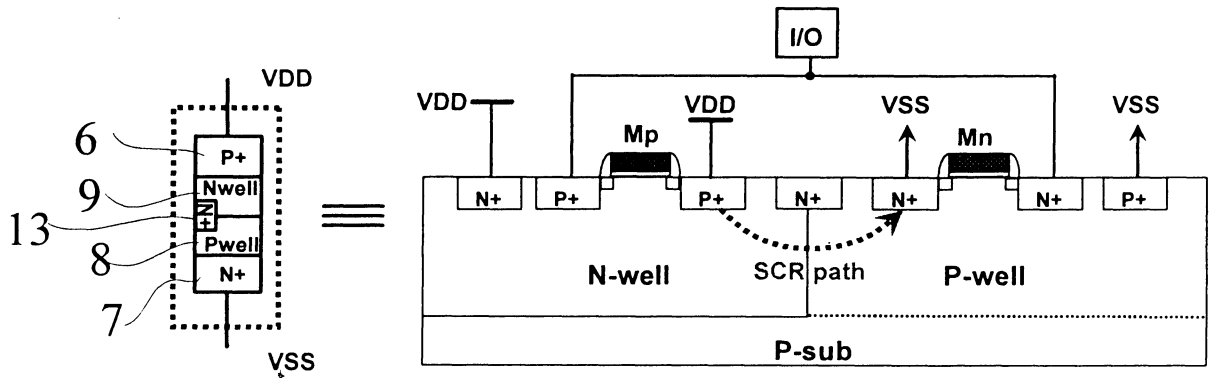 VDD
6
P+
9
Nwell
N+
13
8
Pwell
7
N+
VSS
I/O
VDD
Mp
VDD
VSS
Mn
VSS
N+
P+
P+
N+
N+
N+
P+
SCR path
N-well
P-well
P-sub